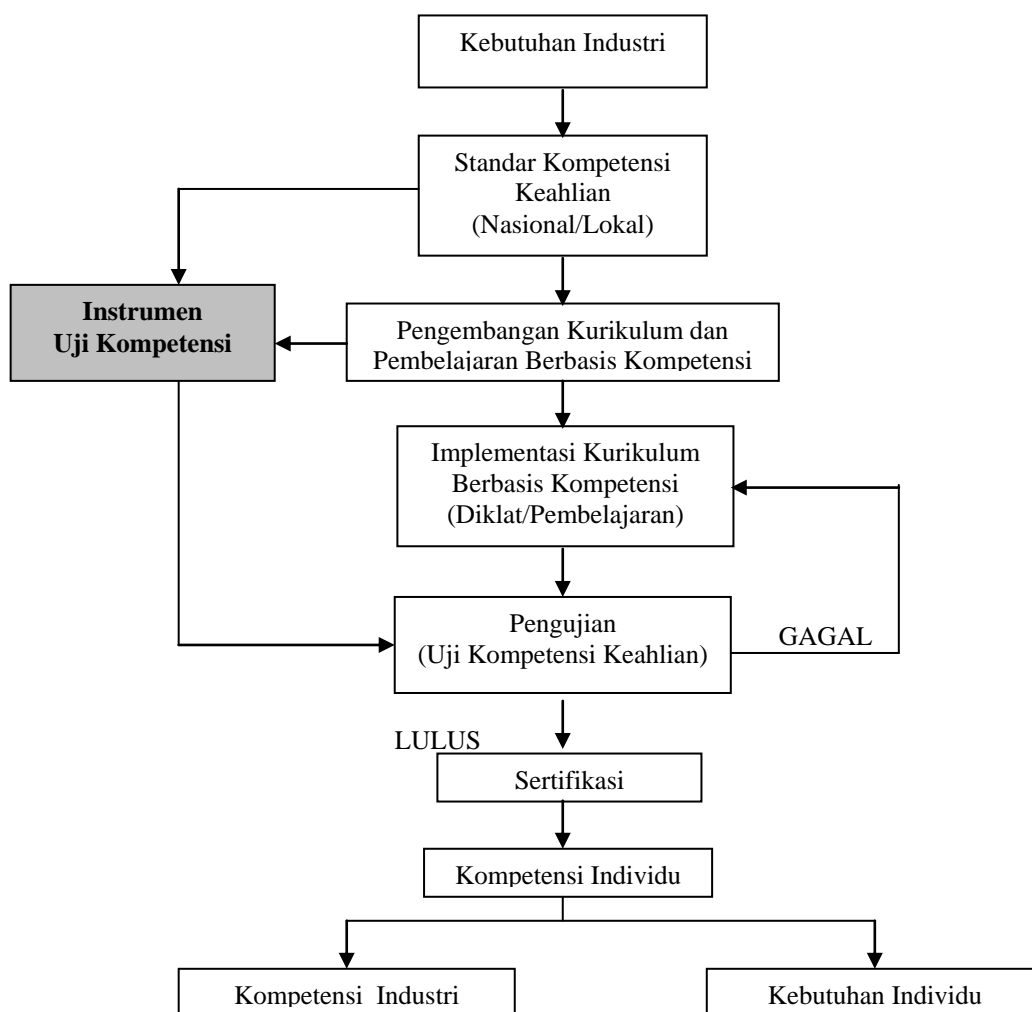 Kebutuhan Industri
Standar Kompetensi
Keahlian
(Nasional/Lokal)
Instrumen
Uji Kompetensi
Pengembangan Kurikulum dan
Pembelajaran Berbasis Kompetensi
Implementasi Kurikulum
Berbasis Kompetensi
(Diklat/Pembelajaran)
Pengujian
(Uji Kompetensi Keahlian)
GAGAL
LULUS
Sertifikasi
Kompetensi Individu
Kompetensi Industri
Kebutuhan Individu